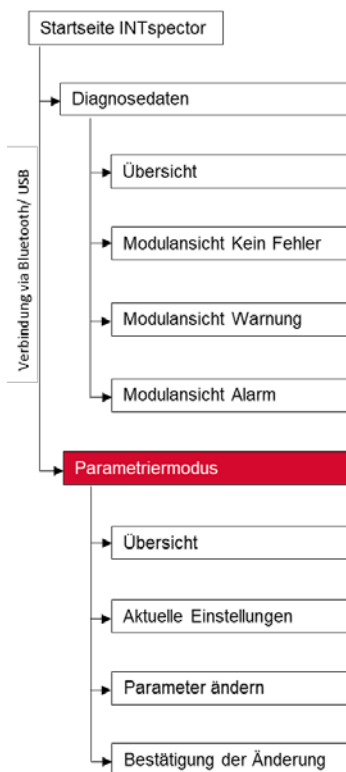 Startseite INTspector
Diagnosedaten
Übersicht
Modulansicht Kein Fehler
Modulansicht Warnung
Modulansicht Alarm
Verbindung via Bluetooth/ USB
Parametriermodus
Übersicht
Aktuelle Einstellungen
Parameter ändern
Bestätigung der Änderung